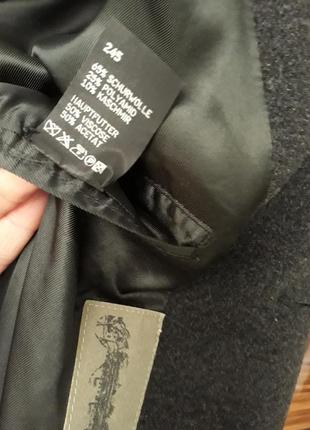 245
65% SCHURWOLLE
25% POLYAMID
10% KASCHMIR
HAUPTFUTTER
50% VISCOSE
50% ACETAT